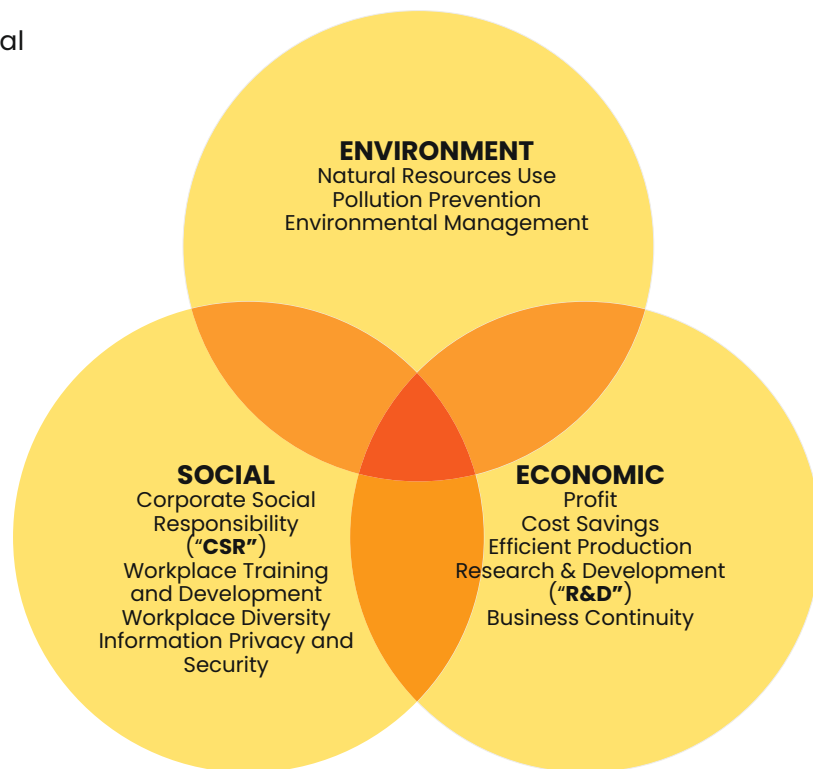 al
ENVIRONMENT
Natural Resources Use
Pollution Prevention
Environmental Management
SOCIAL
Corporate Social
Responsibility
(“CSR”)
Workplace Training
and Development
Workplace Diversity
Information Privacy and
Security
ECONOMIC
Profit
Cost Savings
Efficient Production
Research & Development
(“R&D”)
Business Continuity